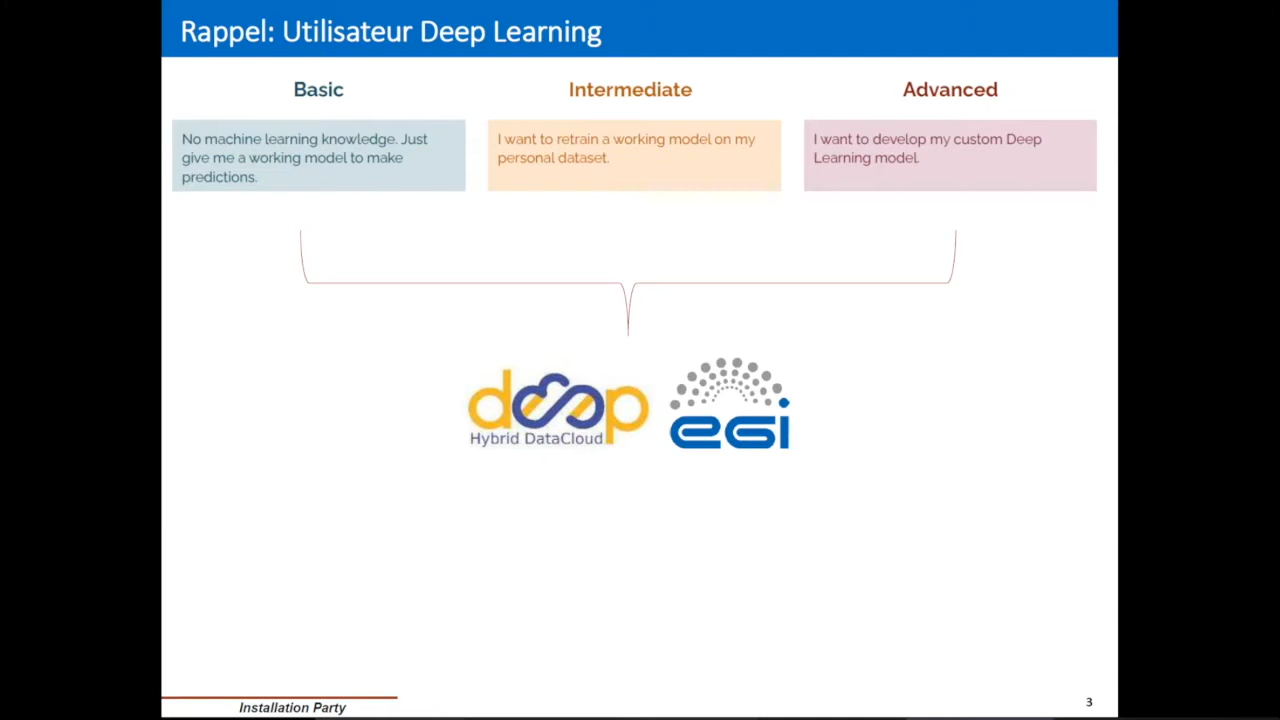 Rappel: Utilisateur Deep Learning
Basic
No machine learning knowledge. Just
give me a working model to make
predictions.
Intermediate
I want to retrain a working model on my
personal dataset.
Advanced
I want to develop my custom Deep
Learning model.
deep
Hybrid DataCloud
egi
Installation Party
3